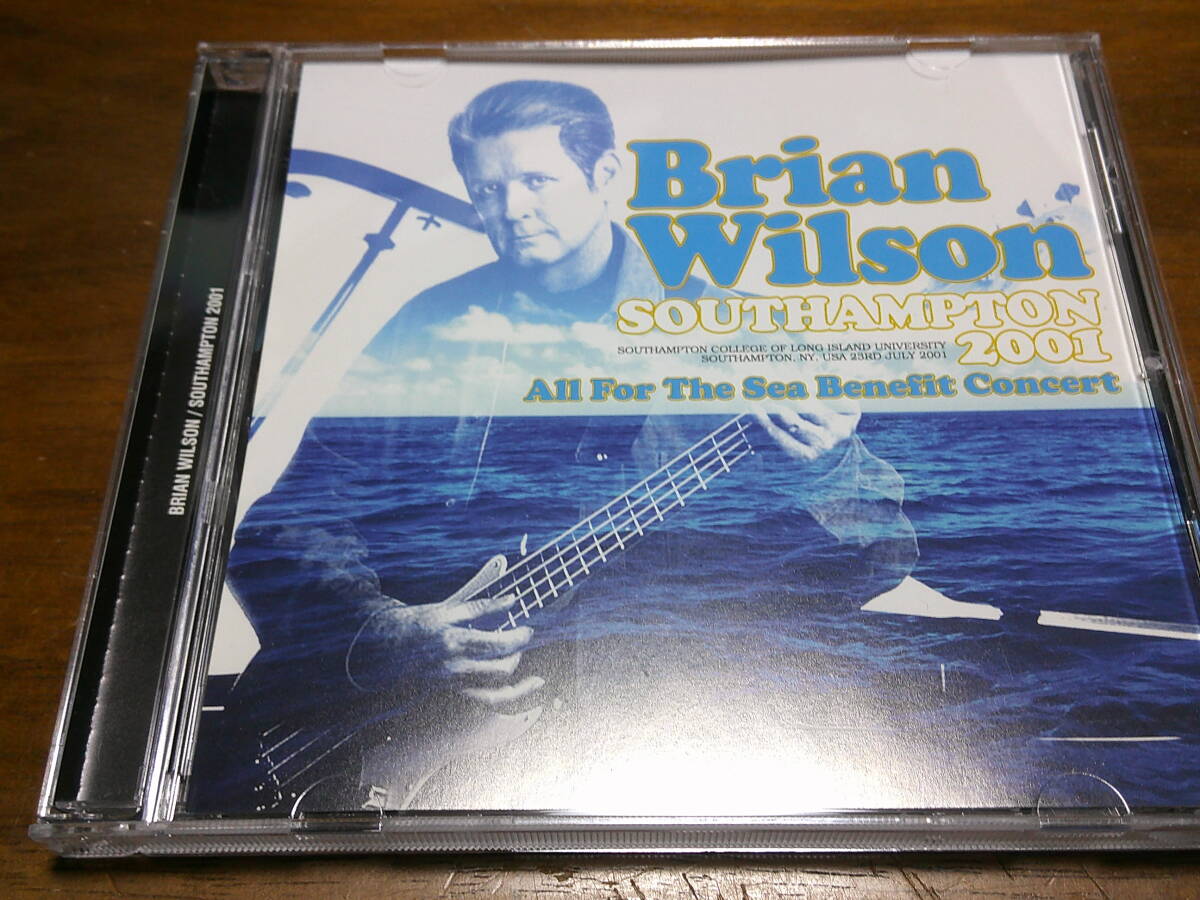 Brian
Wilson
SOUTHAMPTON
2001
SOUTHAMPTON COLLEGE OF LONG ISLAND UNIVERSITY
SOUTHAMPTON, NY, USA 23RD JULY 2001
All For The Sea Benefit Concert
BRIAN WILSON / SOUTHAMPTON 2001